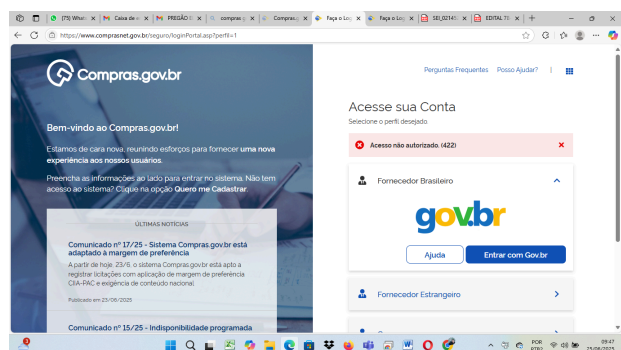 (75) Whats
Caixa de e
PREGÃO E
compras g
Compras.g
Faça o Log
Faça o Log
EDITAL TE
https://www.comprasnet.gov.br/seguro/loginPortal.asp?perfil=1
Compras.gov.br
Perguntas Frequentes Posso Ajudar?
Acesse sua Conta
Selecione o perfil desejado.
Bem-vindo ao Compras.gov.br!
Estamos de cara nova, reunindo esforços para fornecer uma nova
experiência aos nossos usuários.
Preencha as informações ao lado para entrar no sistema. Não tem
acesso ao sistema? Clique na opção Quero me Cadastrar.
Acesso não autorizado. (422)
Fornecedor Brasileiro
gov.br
Ajuda
Entrar com Gov.br
Fornecedor Estrangeiro
ÚLTIMAS NOTÍCIAS
Comunicado nº 17/25 - Sistema Compras.gov.br está
adaptado à margem de preferência
A partir de hoje, 23/6, o sistema Compras.gov.br está apto a
registrar licitações com aplicação de margem de preferência
CIIA-PAC e exigência de conteúdo nacional.
Publicado em 23/06/2025
Comunicado nº 15/25 - Indisponibilidade programada
POR
09:47